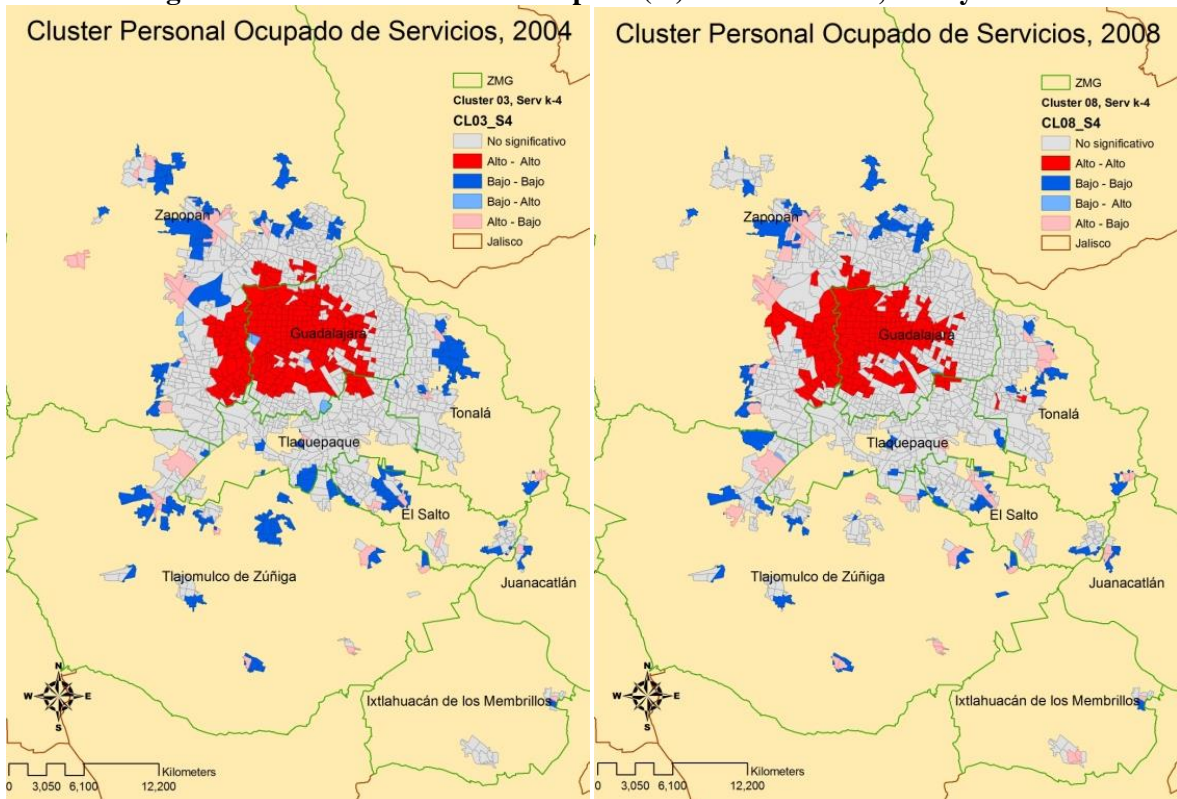 Cluster Personal Ocupado de Servicios, 2004
ZMG
Cluster 03, Serv k-4
CL03_S4
No significativo
Alto - Alto
Bajo - Bajo
Bajo - Alto
Alto - Bajo
Jalisco
Zapopan
Guadalajara
Tonalá
Tlaquepaque
El Salto
Tlajomulco de Zúñiga
Juanacatlán
Ixtlahuacán de los Membrillos
N
W E
S
Kilometers
0 3,050 6,100 12,200
Cluster Personal Ocupado de Servicios, 2008
ZMG
Cluster 08, Serv k-4
CL08_S4
No significativo
Alto - Alto
Bajo - Bajo
Bajo - Alto
Alto - Bajo
Jalisco
Zapopan
Guadalajara
Tonalá
Tlaquepaque
El Salto
Tlajomulco de Zúñiga
Juanacatlán
Ixtlahuacán de los Membrillos
N
W E
S
Kilometers
0 3,050 6,100 12,200